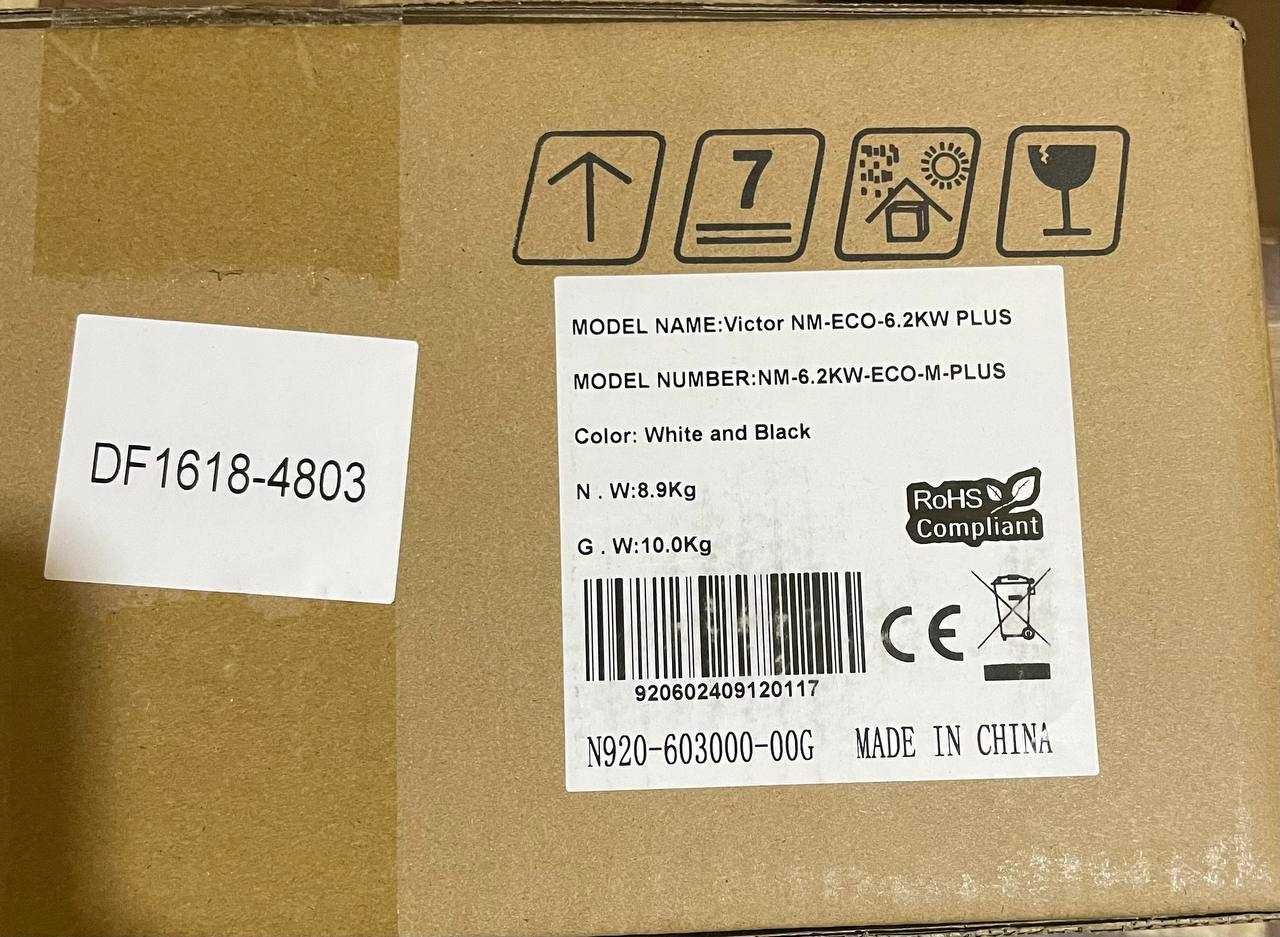 7
MODEL NAME:Victor NM-ECO-6.2KW PLUS
MODEL NUMBER:NM-6.2KW-ECO-M-PLUS
Color: White and Black
N . W:8.9Kg
G . W:10.0Kg
RoHS
Compliant
CE
920602409120117
N920-603000-00G MADE IN CHINA
DF1618-4803